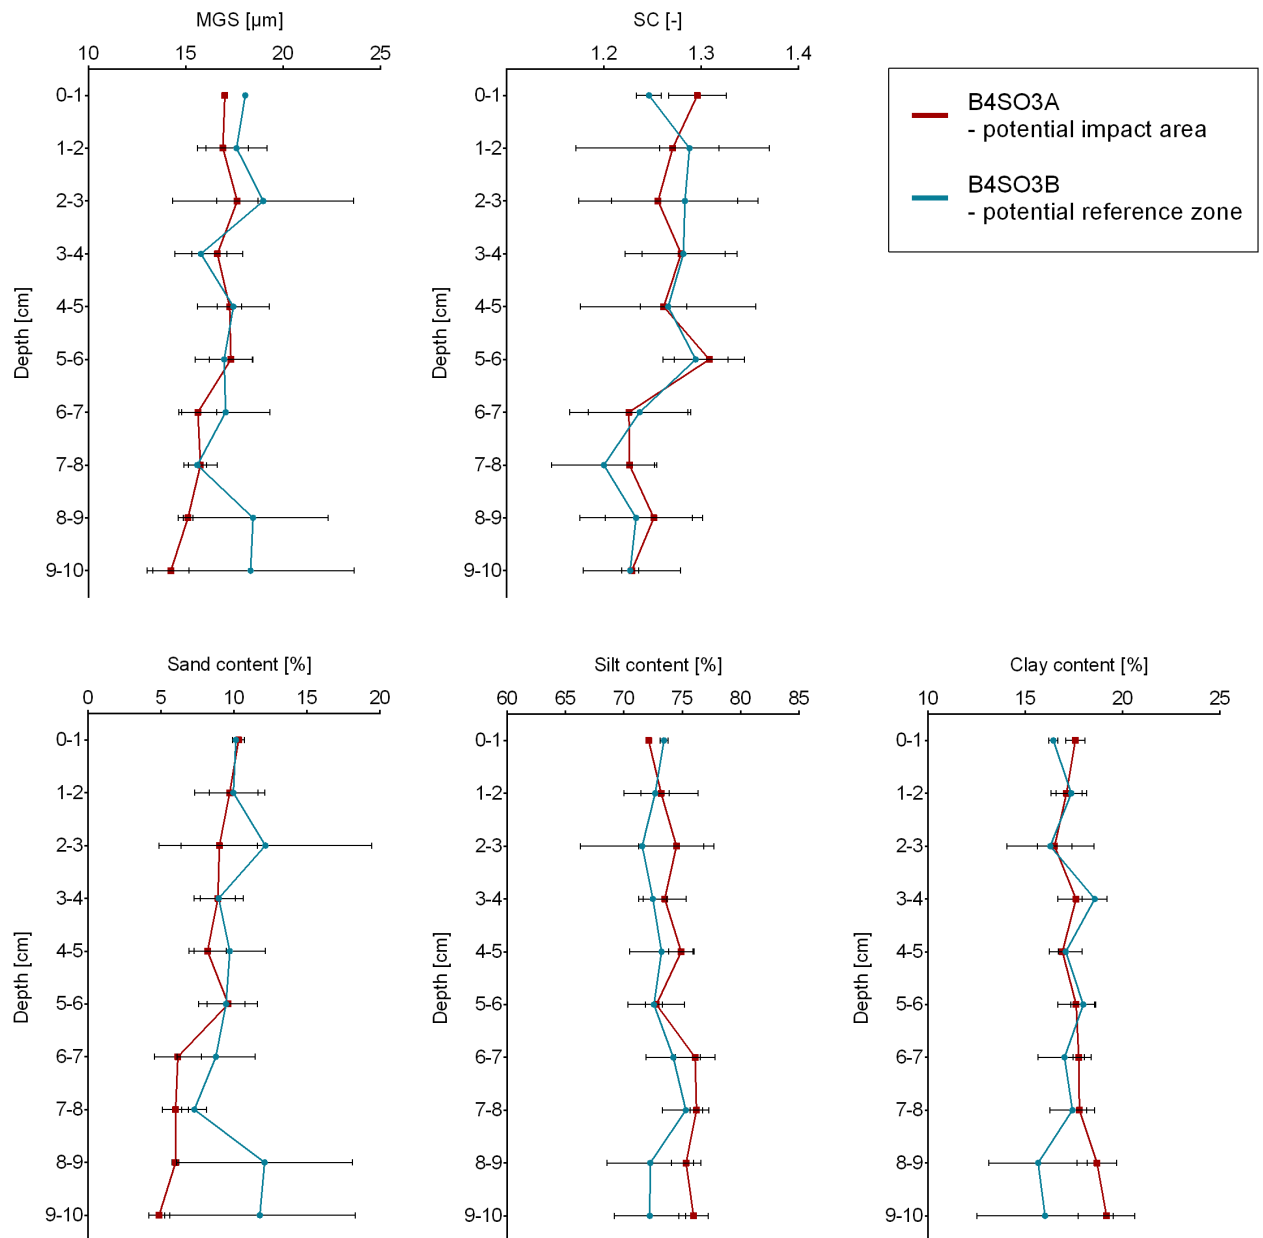 MGS [µm]
10 15 20 25
Depth [cm]
0-1
1-2
2-3
3-4
4-5
5-6
6-7
7-8
8-9
9-10
SC [-]
1.2 1.3 1.4
Depth [cm]
0-1
1-2
2-3
3-4
4-5
5-6
6-7
7-8
8-9
9-10
B4SO3A
- potential impact area
B4SO3B
- potential reference zone
Sand content [%]
0 5 10 15 20
Depth [cm]
0-1
1-2
2-3
3-4
4-5
5-6
6-7
7-8
8-9
9-10
Silt content [%]
60 65 70 75 80 85
Depth [cm]
0-1
1-2
2-3
3-4
4-5
5-6
6-7
7-8
8-9
9-10
Clay content [%]
10 15 20 25
Depth [cm]
0-1
1-2
2-3
3-4
4-5
5-6
6-7
7-8
8-9
9-10